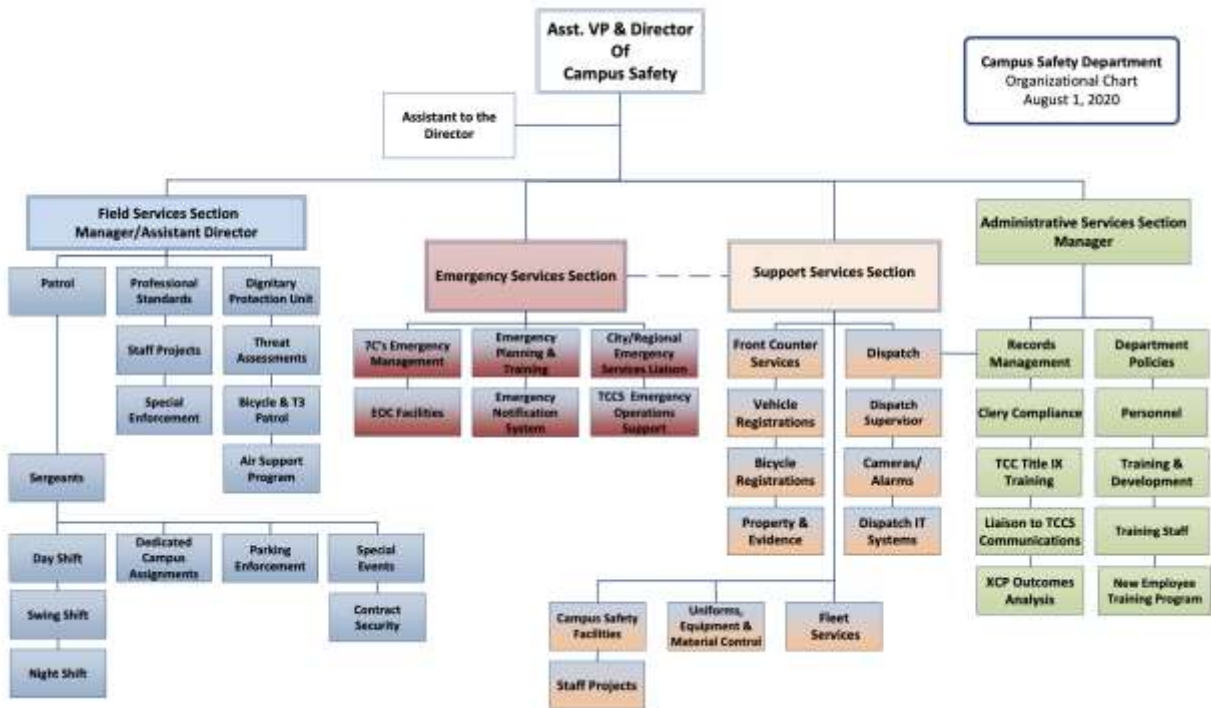 Asst. VP & Director
Of
Campus Safety
Campus Safety Department
Organizational Chart
August 1, 2020
Assistant to the
Director
Field Services Section
Manager/Assistant Director
Emergency Services Section
Support Services Section
Administrative Services Section
Manager
Patrol
Professional
Standards
Dignitary
Protection Unit
Staff Projects
Threat
Assessments
Special
Enforcement
Bicycle & T3
Patrol
Air Support
Program
Sergeants
Day Shift
Dedicated
Campus
Assignments
Parking
Enforcement
Special
Events
Swing Shift
Contract
Security
Night Shift
7C's Emergency
Management
Emergency
Planning &
Training
City/Regional
Emergency
Services Liaison
EOC Facilities
Emergency
Notification
System
TCCS Emergency
Operations
Support
Front Counter
Services
Dispatch
Vehicle
Registrations
Dispatch
Supervisor
Bicycle
Registrations
Cameras/
Alarms
Property &
Evidence
Dispatch IT
Systems
Campus Safety
Facilities
Uniforms,
Equipment &
Material Control
Fleet
Services
Staff Projects
Records
Management
Department
Policies
Clery Compliance
Personnel
TCC Title IX
Training
Training &
Development
Liaison to TCCS
Communications
Training Staff
XCP Outcomes
Analysis
New Employee
Training Program